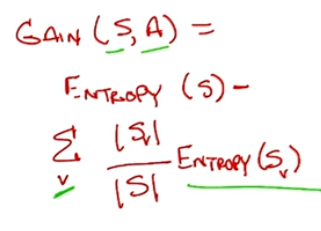 GAIN (S, A) =
ENTROPY (S) -
∑ |Sv| ENTROPY (Sv)
v |S|